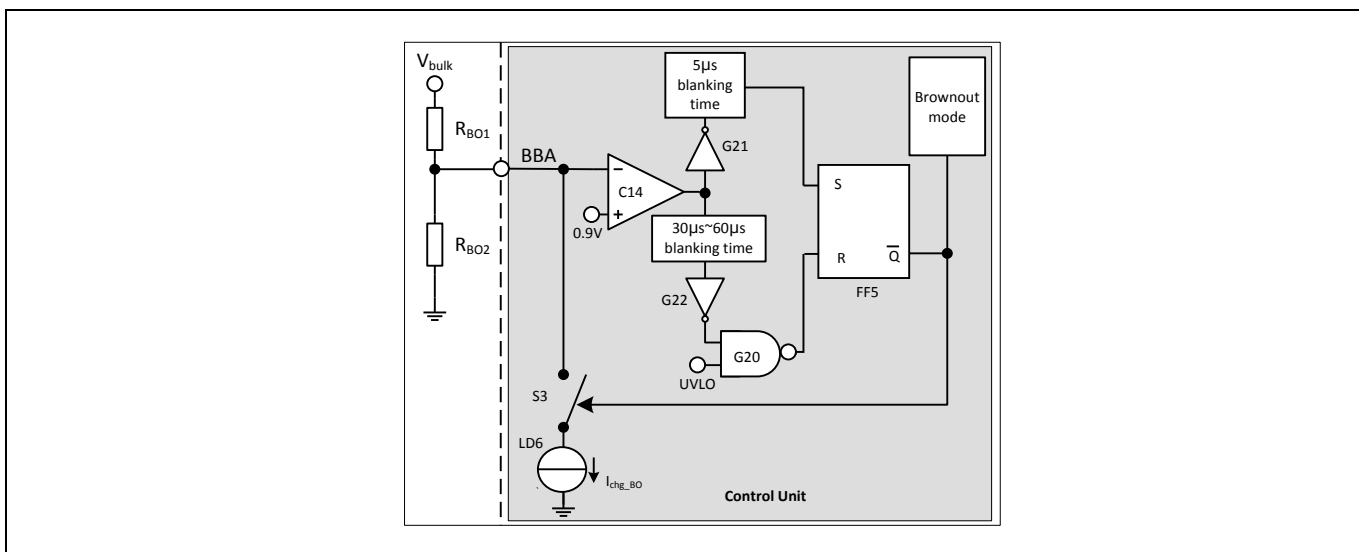 V_bulk
R_BO1
R_BO2
BBA
5µs
blanking
time
G21
C14
0.9V
30µs~60µs
blanking time
G22
G20
UVLO
S
R
Q̅
FF5
Brownout
mode
S3
LD6
I_chg_BO
Control Unit